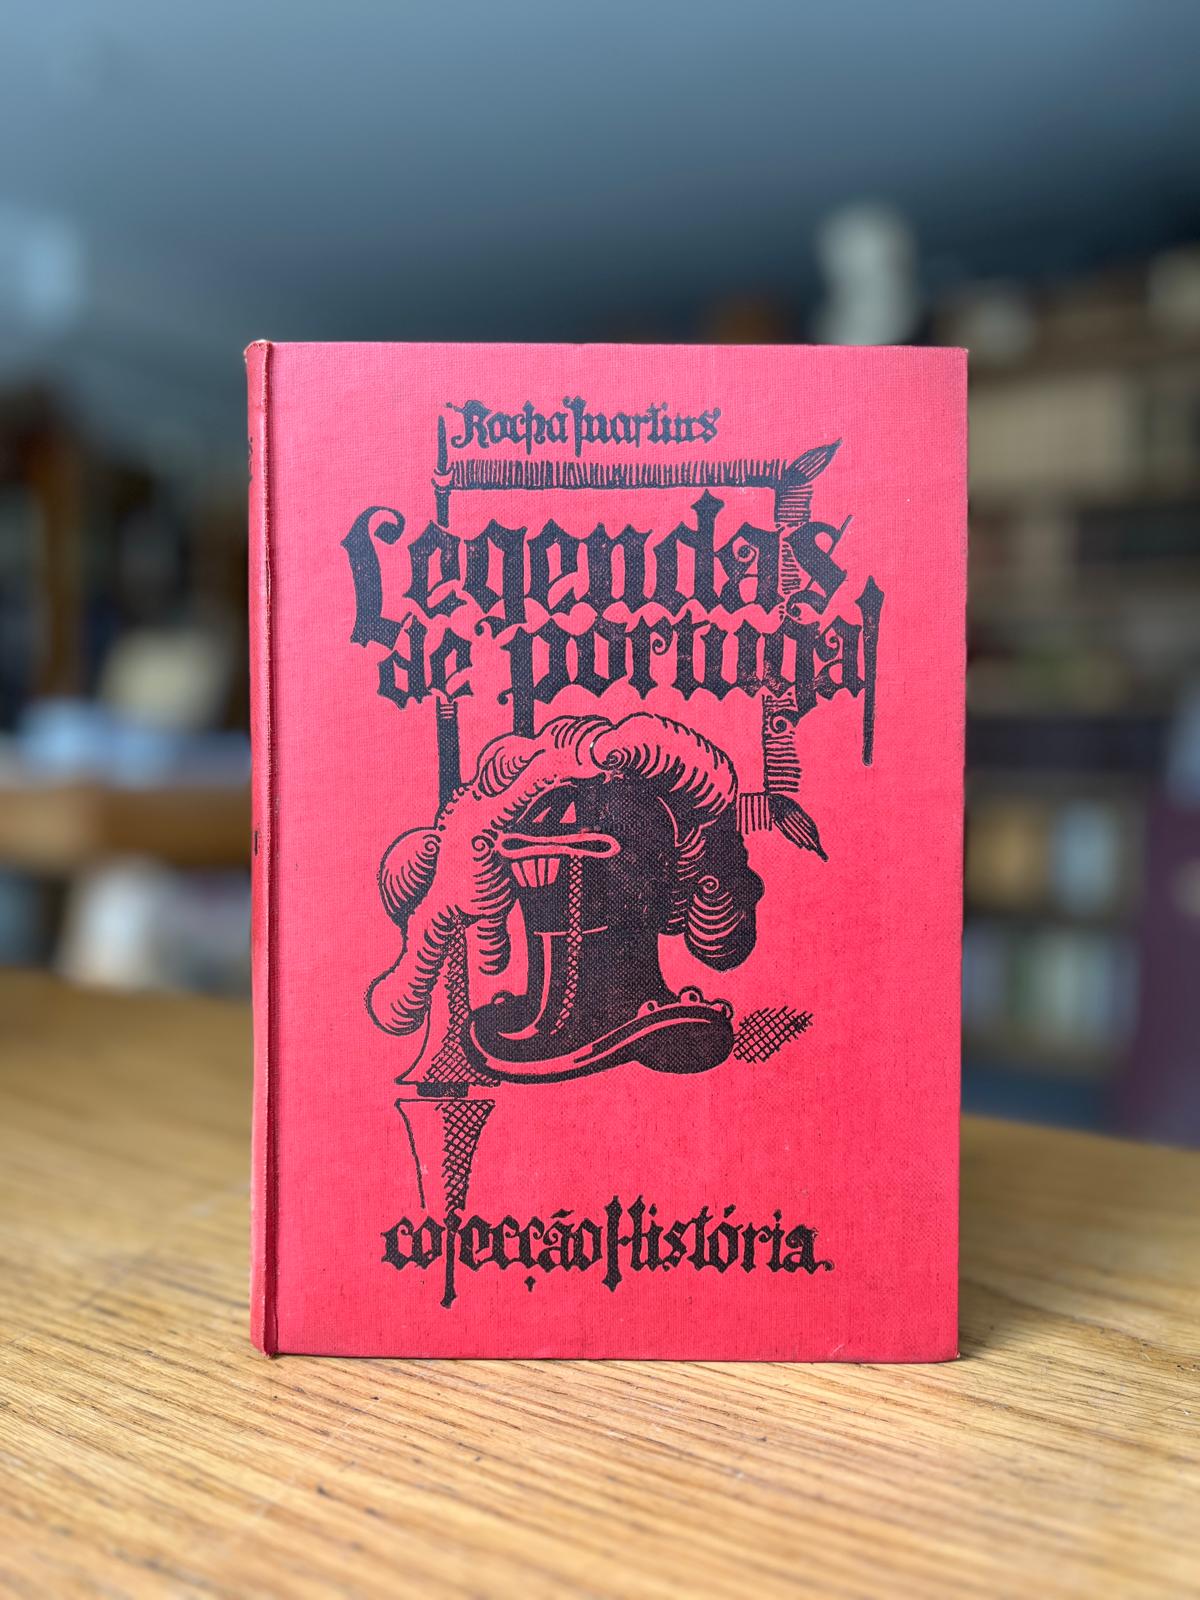 Rocha Martins
Legendas
de portugal
colecção História